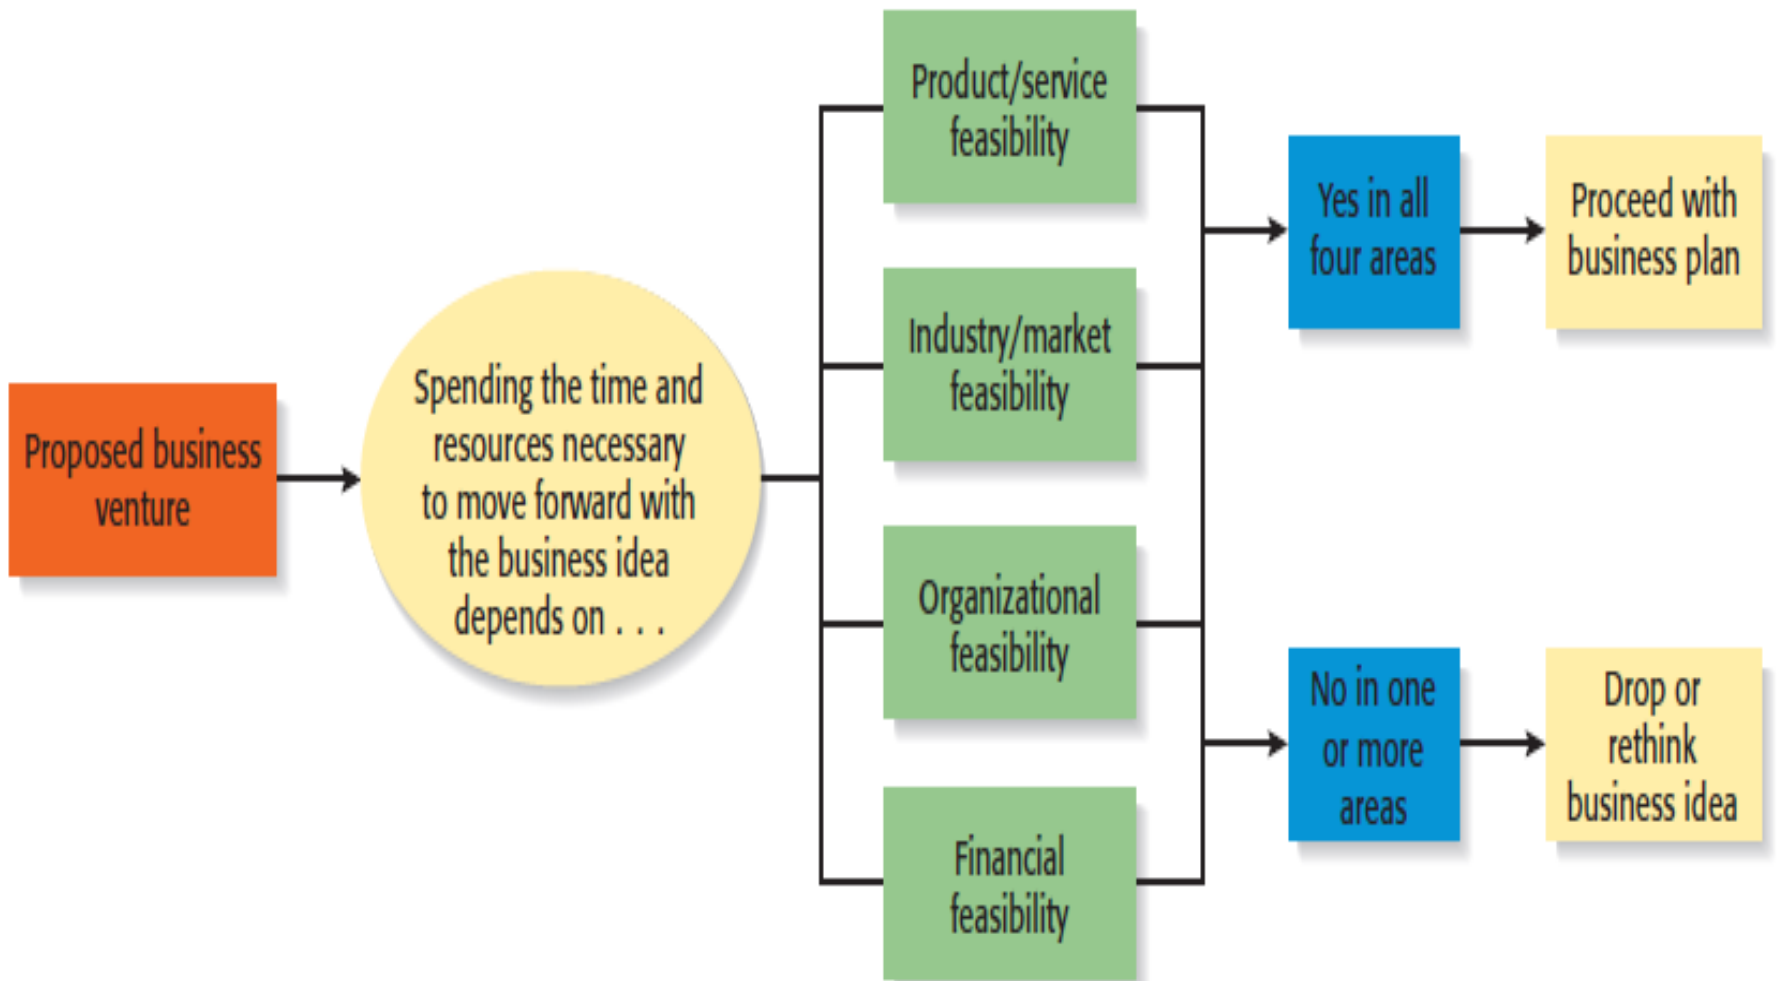 Proposed business
venture
Spending the time and
resources necessary
to move forward with
the business idea
depends on . . .
Product/service
feasibility
Industry/market
feasibility
Organizational
feasibility
Financial
feasibility
Yes in all
four areas
Proceed with
business plan
No in one
or more
areas
Drop or
rethink
business idea